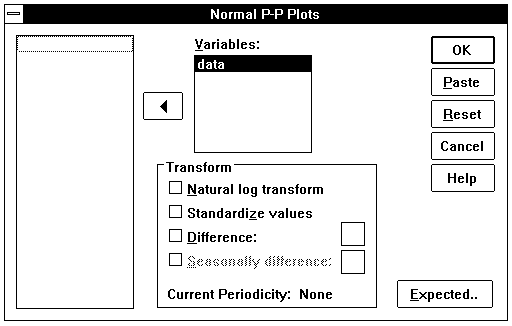 Normal P-P Plots
Variables:
data
OK
Paste
Reset
Cancel
Help
Transform
Natural log transform
Standardize values
Difference:
Seasonally difference:
Current Periodicity: None
Expected..